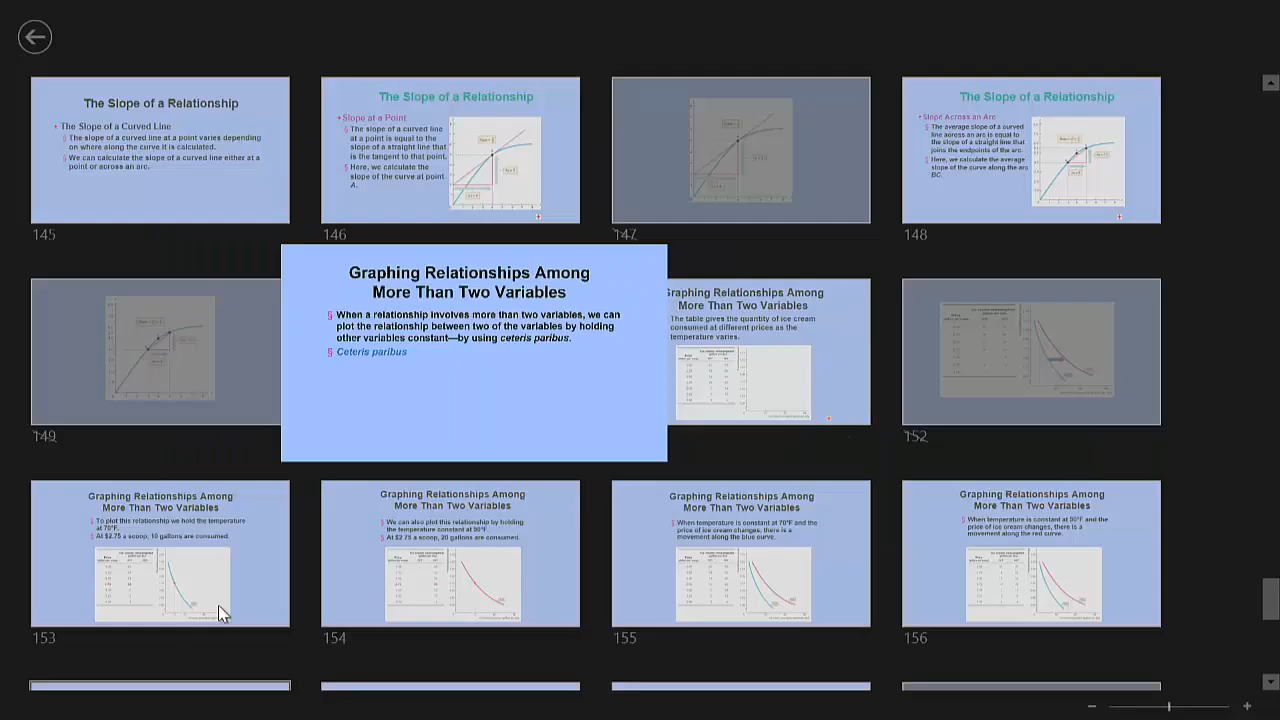 The Slope of a Relationship
• The Slope of a Curved Line
§ The slope of a curved line at a point varies depending
on where along the curve it is calculated.
§ We can calculate the slope of a curved line either at a
point or across an arc.
145
The Slope of a Relationship
• Slope at a Point
§ The slope of a curved line
at a point is equal to the
slope of a straight line that
is the tangent to that point.
§ Here, we calculate the
slope of the curve at point
A.
146
147
The Slope of a Relationship
• Slope Across an Arc
§ The average slope of a curved
line across an arc is equal to
the slope of a straight line that
joins the endpoints of the arc.
§ Here, we calculate the average
slope of the curve along the arc
BC.
148
149
Graphing Relationships Among
More Than Two Variables
§ When a relationship involves more than two variables, we can
plot the relationship between two of the variables by holding
other variables constant—by using ceteris paribus.
§ Ceteris paribus
Graphing Relationships Among
More Than Two Variables
The table gives the quantity of ice cream
consumed at different prices as the
temperature varies.
152
Graphing Relationships Among
More Than Two Variables
§ To plot this relationship we hold the temperature
at 70°F.
§ At $2.75 a scoop, 10 gallons are consumed.
153
Graphing Relationships Among
More Than Two Variables
§ We can also plot this relationship by holding
the temperature constant at 90°F.
§ At $2.75 a scoop, 20 gallons are consumed.
154
Graphing Relationships Among
More Than Two Variables
§ When temperature is constant at 70°F and the
price of ice cream changes, there is a
movement along the blue curve.
155
Graphing Relationships Among
More Than Two Variables
§ When temperature is constant at 90°F and the
price of ice cream changes, there is a
movement along the red curve.
156